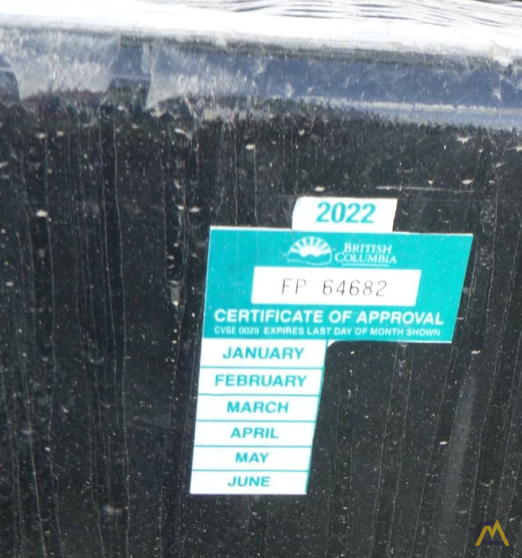 2022
BRITISH
COLUMBIA
FP 64682
CERTIFICATE OF APPROVAL
CVSE 0028 EXPIRES LAST DAY OF MONTH SHOWN
JANUARY
FEBRUARY
MARCH
APRIL
MAY
JUNE